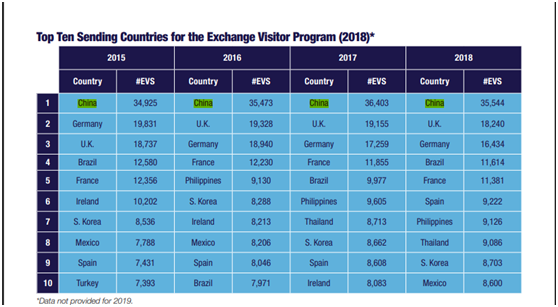 Top Ten Sending Countries for the Exchange Visitor Program (2018)*
2015 2016 2017 2018
Country #EVS Country #EVS Country #EVS Country #EVS
1 China 34,925 China 35,473 China 36,403 China 35,544
2 Germany 19,831 U.K. 19,328 U.K. 19,155 U.K. 18,240
3 U.K. 18,737 Germany 18,940 Germany 17,259 Germany 16,434
4 Brazil 12,580 France 12,230 France 11,855 Brazil 11,614
5 France 12,356 Philippines 9,130 Brazil 9,977 France 11,381
6 Ireland 10,202 S. Korea 8,288 Philippines 9,605 Spain 9,222
7 S. Korea 8,536 Ireland 8,213 Thailand 8,713 Philippines 9,126
8 Mexico 7,788 Mexico 8,206 S. Korea 8,662 Thailand 9,086
9 Spain 7,431 Spain 8,046 Spain 8,608 S. Korea 8,703
10 Turkey 7,393 Brazil 7,971 Ireland 8,083 Mexico 8,600
*Data not provided for 2019.